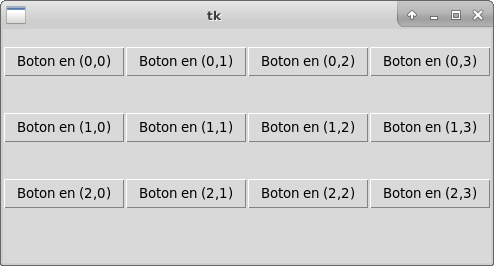 tk
Boton en (0,0) Boton en (0,1) Boton en (0,2) Boton en (0,3)
Boton en (1,0) Boton en (1,1) Boton en (1,2) Boton en (1,3)
Boton en (2,0) Boton en (2,1) Boton en (2,2) Boton en (2,3)